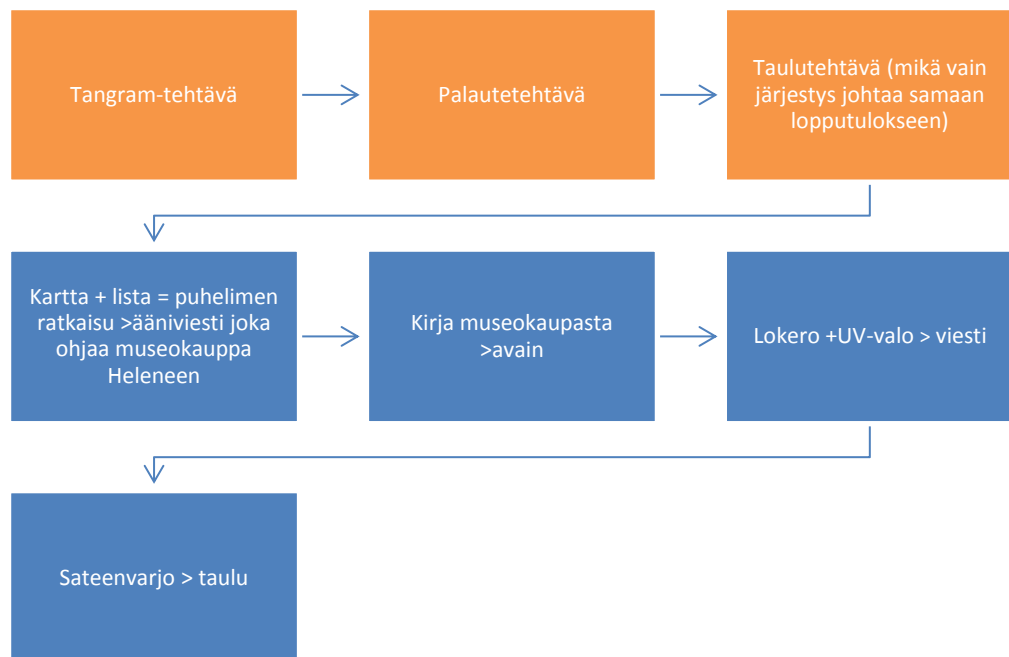 Tangram-tehtävä
Palautetehtävä
Taulutehtävä (mikä vain
järjestys johtaa samaan
lopputulokseen)
Kartta + lista = puhelimen
ratkaisu >ääniviesti joka
ohjaa museokauppa
Heleneen
Kirja museokaupasta
>avain
Lokero +UV-valo > viesti
Sateenvarjo > taulu